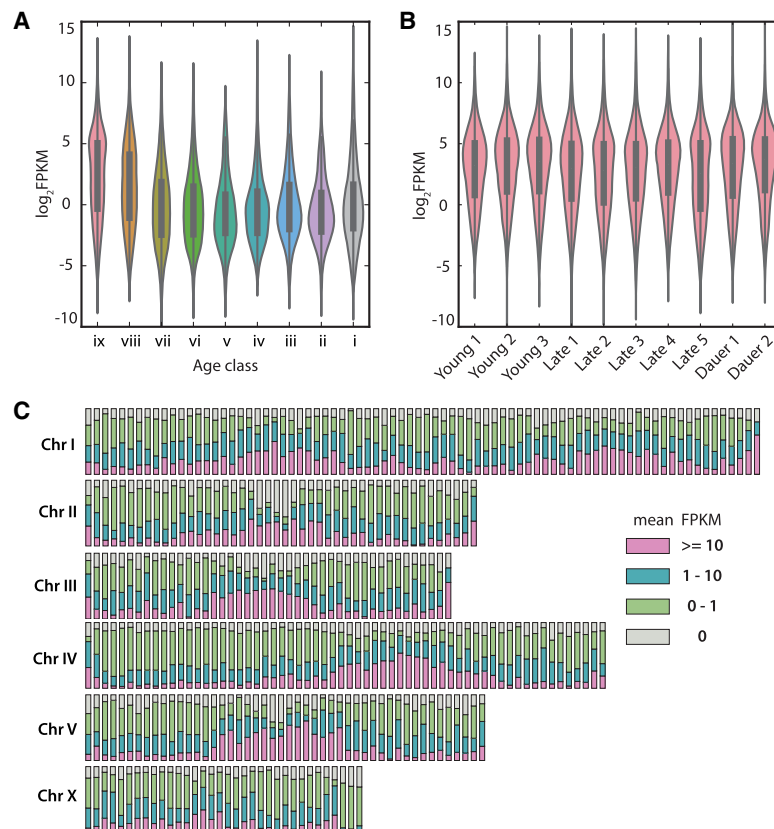 A
15
10
5
0
-5
-10
log2FPKM
ix viii vii vi v iv iii ii i
Age class
B
15
10
5
0
-5
-10
log2FPKM
Young 1 Young 2 Young 3 Late 1 Late 2 Late 3 Late 4 Late 5 Dauer 1 Dauer 2
C
Chr I
Chr II
Chr III
Chr IV
Chr V
Chr X
mean FPKM
>= 10
1 - 10
0 - 1
0